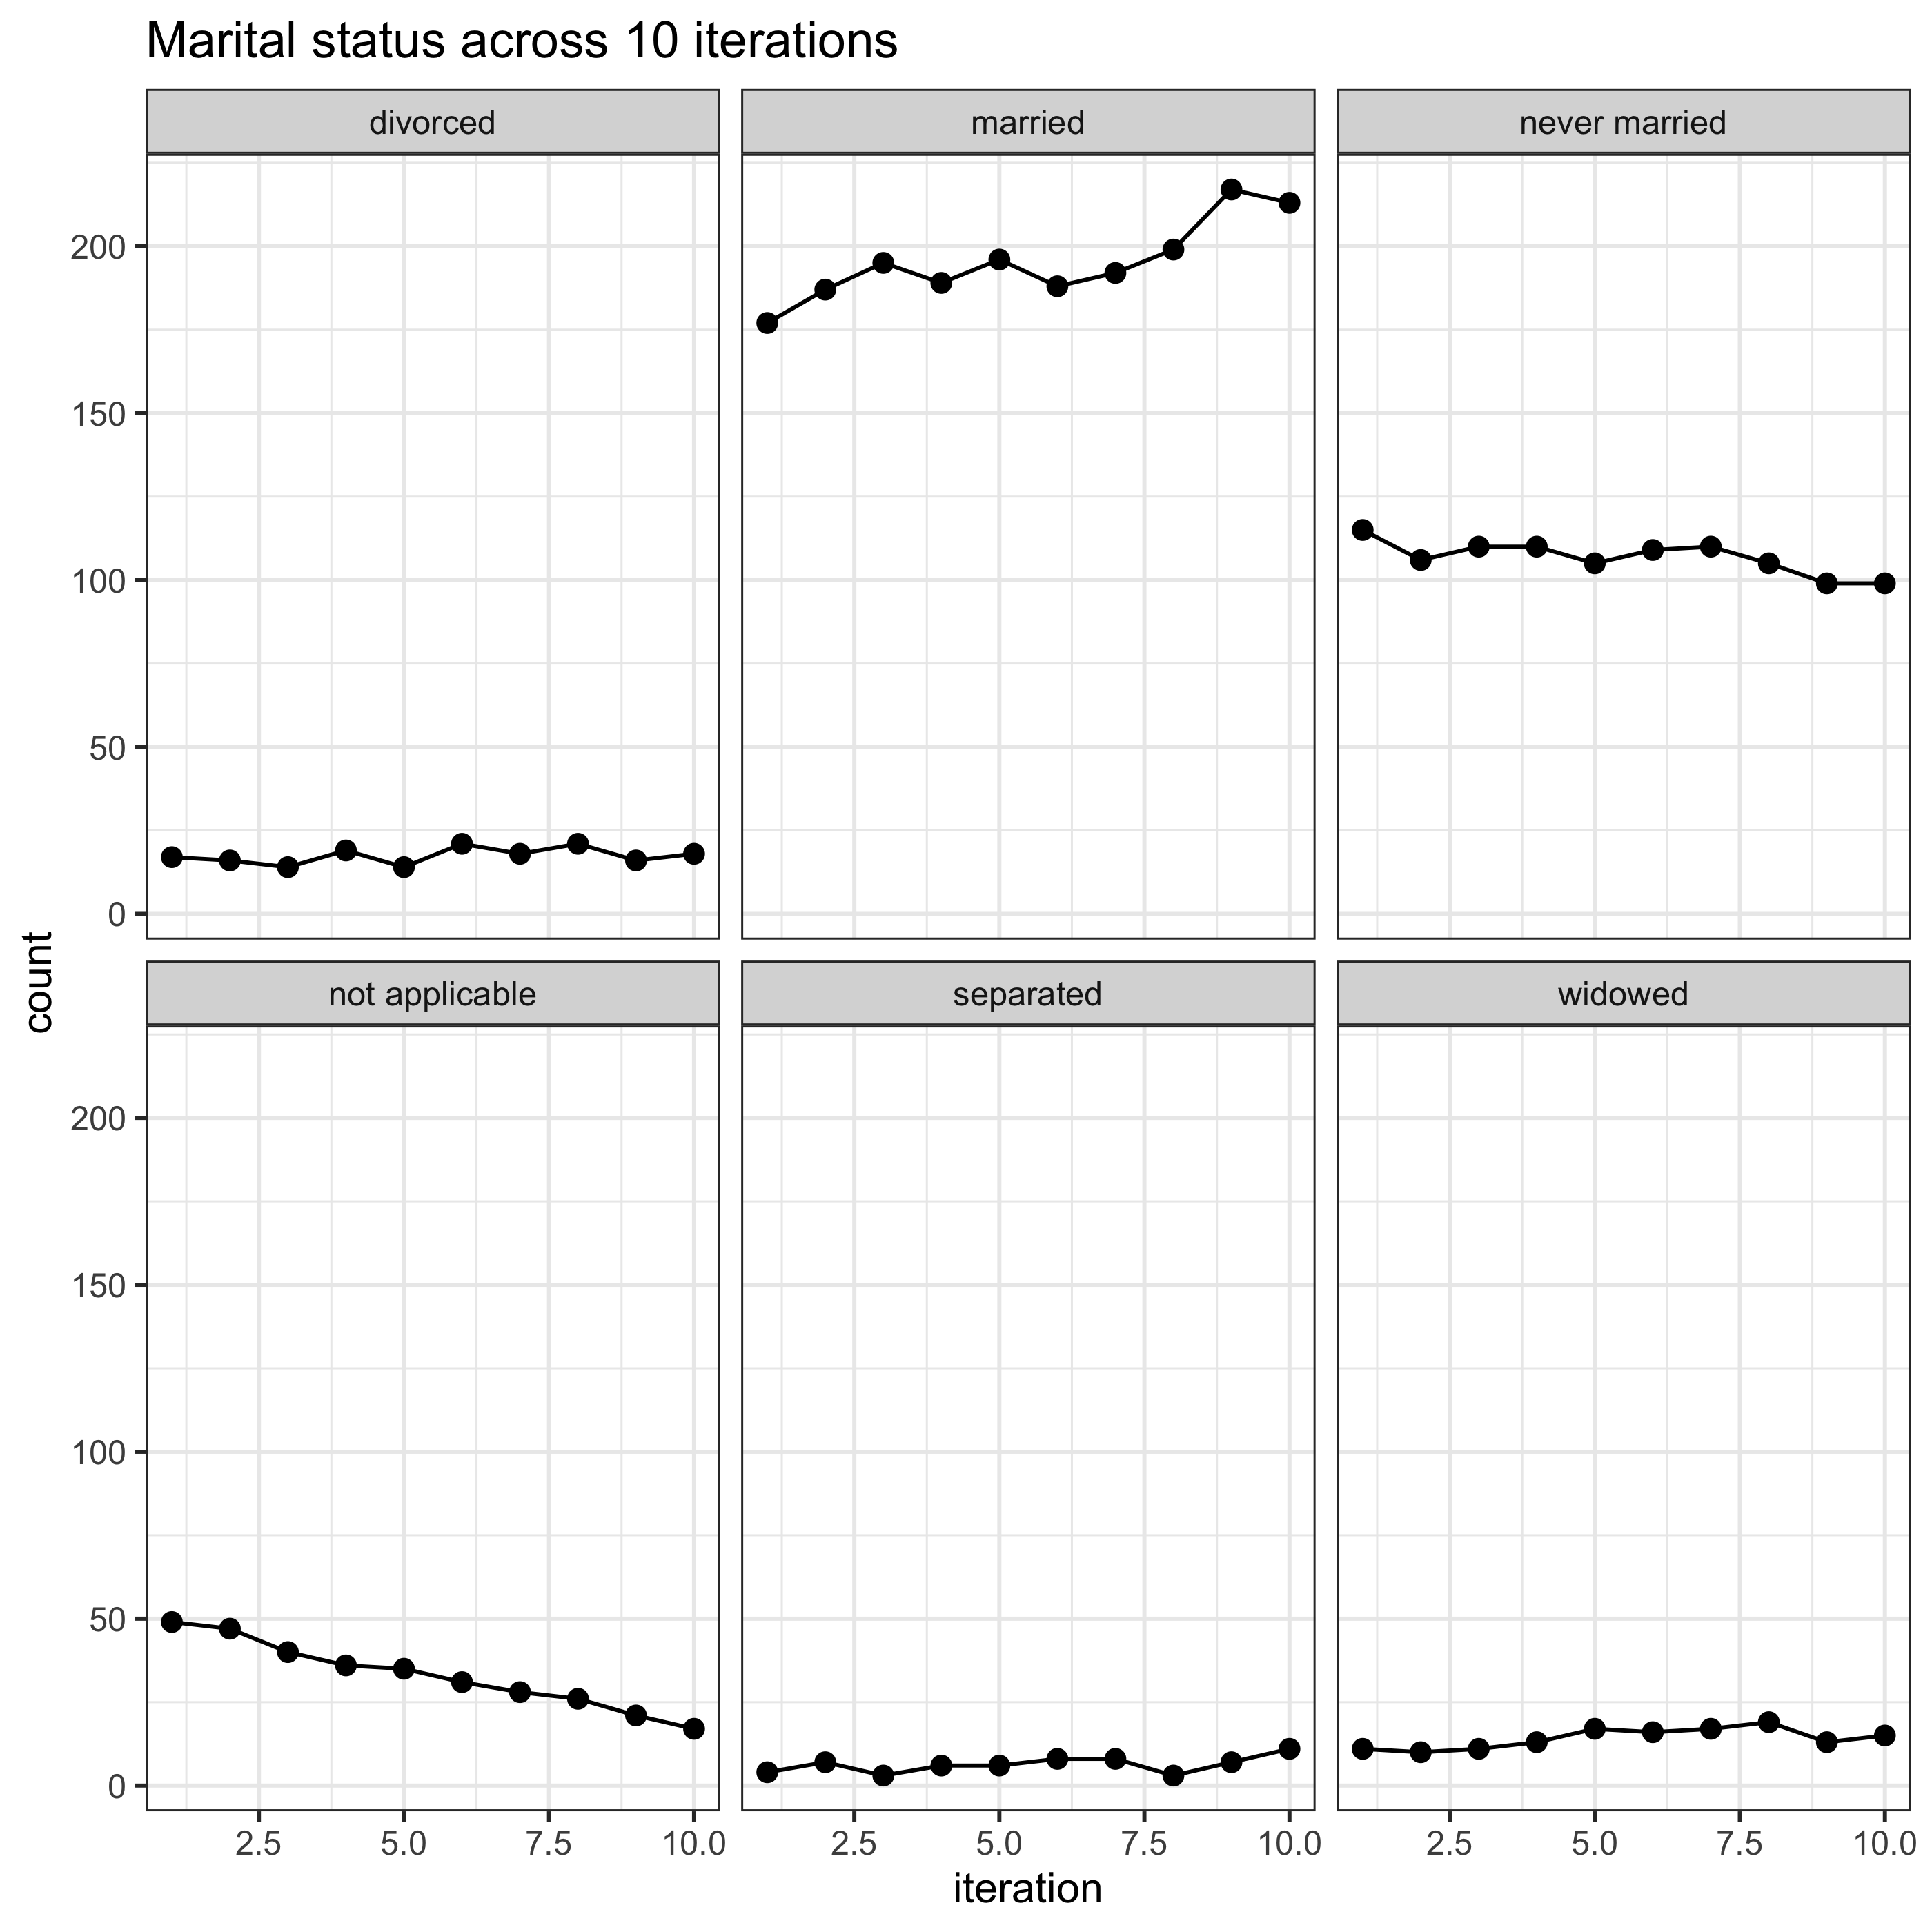 Marital status across 10 iterations
divorced
married
never married
200
150
100
50
0
count
not applicable
separated
widowed
200
150
100
50
0
2.5 5.0 7.5 10.0 2.5 5.0 7.5 10.0 2.5 5.0 7.5 10.0
iteration